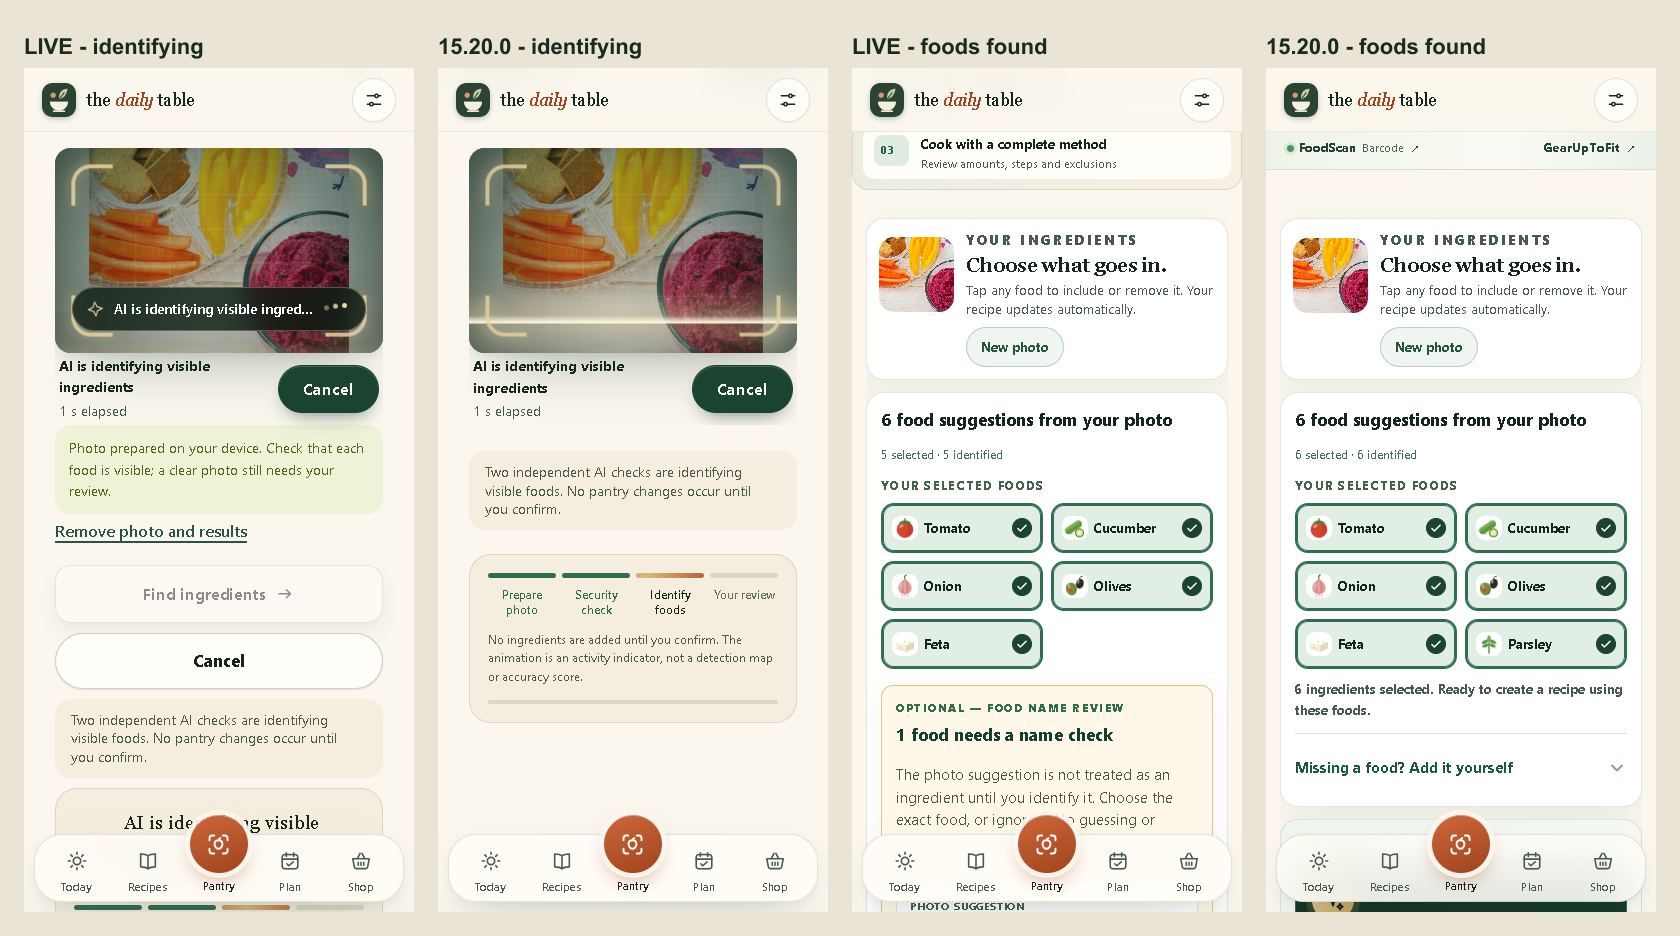 LIVE - identifying
the daily table
AI is identifying visible ingred...
AI is identifying visible
ingredients
1 s elapsed
Cancel
Photo prepared on your device. Check that each
food is visible; a clear photo still needs your
review.
Remove photo and results
Find ingredients →
Cancel
Two independent AI checks are identifying
visible foods. No pantry changes occur until
you confirm.
AI is ide
ng visible
Today
Recipes
Pantry
Plan
Shop
15.20.0 - identifying
the daily table
AI is identifying visible
ingredients
1 s elapsed
Cancel
Two independent AI checks are identifying
visible foods. No pantry changes occur until
you confirm.
Prepare
photo
Security
check
Identify
foods
Your review
No ingredients are added until you confirm. The
animation is an activity indicator, not a detection map
or accuracy score.
Today
Recipes
Pantry
Plan
Shop
LIVE - foods found
the daily table
03
Cook with a complete method
Review amounts, steps and exclusions
YOUR INGREDIENTS
Choose what goes in.
Tap any food to include or remove it. Your
recipe updates automatically.
New photo
6 food suggestions from your photo
5 selected · 5 identified
YOUR SELECTED FOODS
Tomato
Cucumber
Onion
Olives
Feta
OPTIONAL — FOOD NAME REVIEW
1 food needs a name check
The photo suggestion is not treated as an
ingredient until you identify it. Choose the
exact food, or ignor
o guessing or
Today
Recipes
Pantry
Plan
Shop
PHOTO SUGGESTION
15.20.0 - foods found
the daily table
FoodScan Barcode ↗
GearUpToFit ↗
YOUR INGREDIENTS
Choose what goes in.
Tap any food to include or remove it. Your
recipe updates automatically.
New photo
6 food suggestions from your photo
6 selected · 6 identified
YOUR SELECTED FOODS
Tomato
Cucumber
Onion
Olives
Feta
Parsley
6 ingredients selected. Ready to create a recipe using
these foods.
Missing a food? Add it yourself
Today
Recipes
Pantry
Plan
Shop